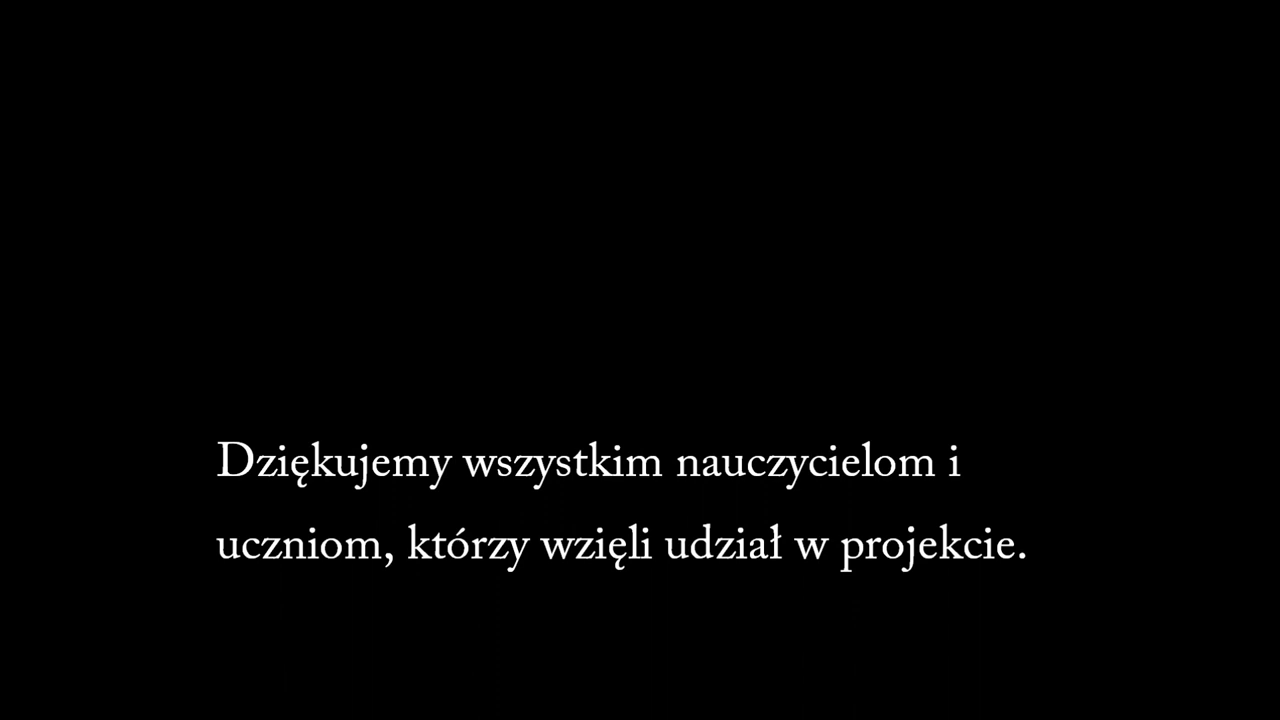 Dziękujemy wszystkim nauczycielom i
uczniom, którzy wzięli udział w projekcie.